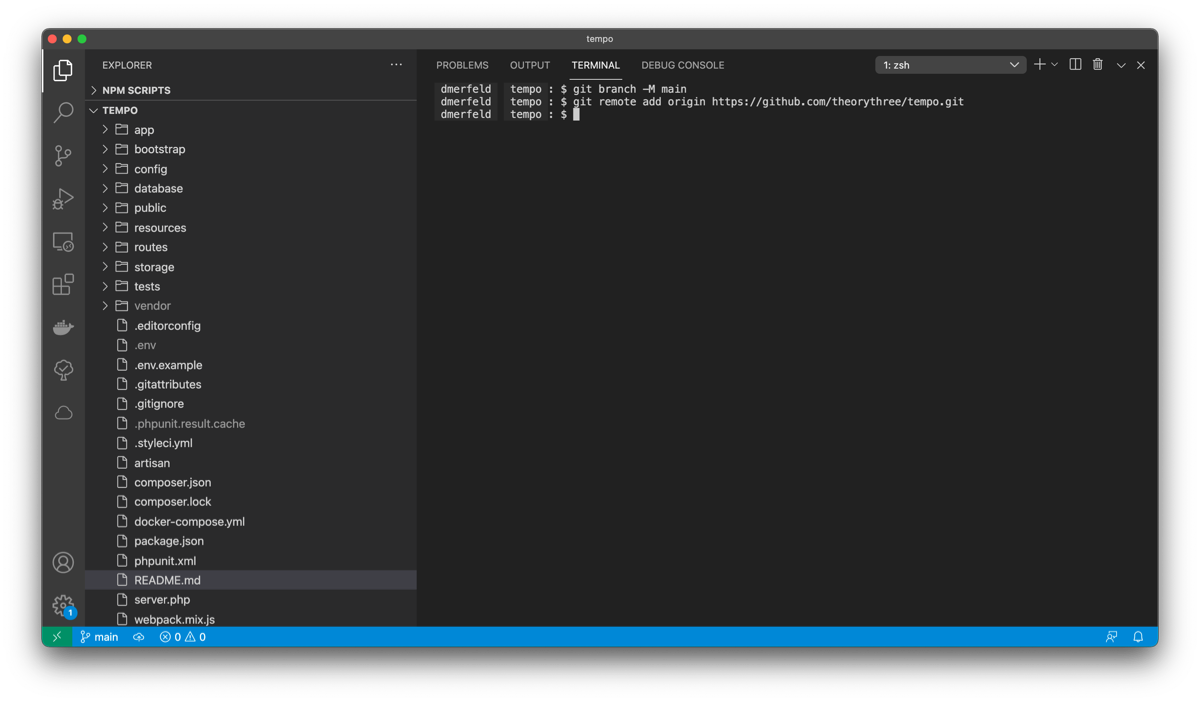 tempo
EXPLORER
NPM SCRIPTS
TEMPO
app
bootstrap
config
database
public
resources
routes
storage
tests
vendor
.editorconfig
.env
.env.example
.gitattributes
.gitignore
.phpunit.result.cache
.styleci.yml
artisan
composer.json
composer.lock
docker-compose.yml
package.json
phpunit.xml
README.md
server.php
webpack.mix.js
PROBLEMS OUTPUT TERMINAL DEBUG CONSOLE 1: zsh
dmerfeld tempo : $ git branch -M main
dmerfeld tempo : $ git remote add origin https://github.com/theorythree/tempo.git
dmerfeld tempo : $
1
main 0 0